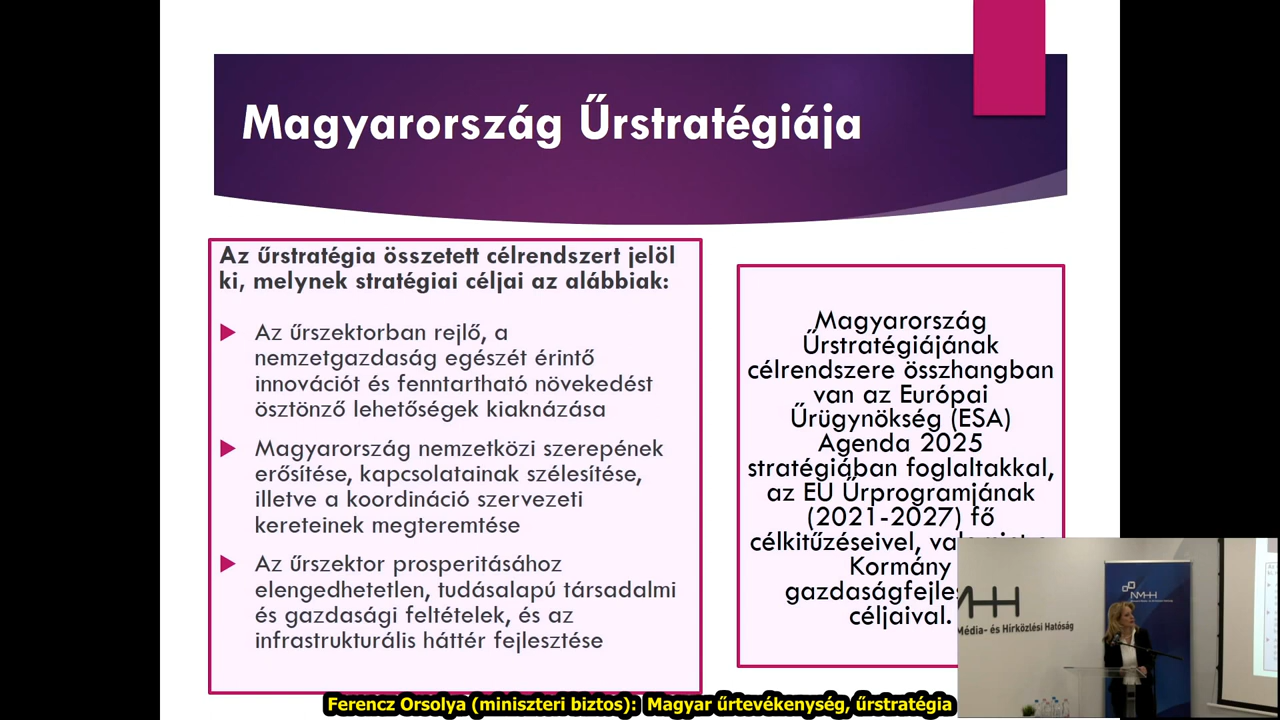 Magyarország Űrstratégiája
Az űrstratégia összetett célrendszert jelöl
ki, melynek stratégiai céljai az alábbiak:
Az űrszektorban rejlő, a
nemzetgazdaság egészét érintő
innovációt és fenntartható növekedést
ösztönző lehetőségek kiaknázása
Magyarország nemzetközi szerepének
erősítése, kapcsolatainak szélesítése,
illetve a koordináció szervezeti
kereteinek megteremtése
Az űrszektor prosperitásához
elengedhetetlen, tudásalapú társadalmi
és gazdasági feltételek, és az
infrastrukturális háttér fejlesztése
Magyarország
Űrstratégiájának
célrendszere összhangban
van az Európai
Űrügynökség (ESA)
Agenda 2025
stratégiában foglaltakkal,
az EU Űrprogramjának
(2021-2027) fő
célkitűzéseivel,
Kormány
céljaival.
Média- és Hírközlési Hatóság
NMHH
Ferencz Orsolya (miniszteri biztos): Magyar űrtevékenység, űrstratégia